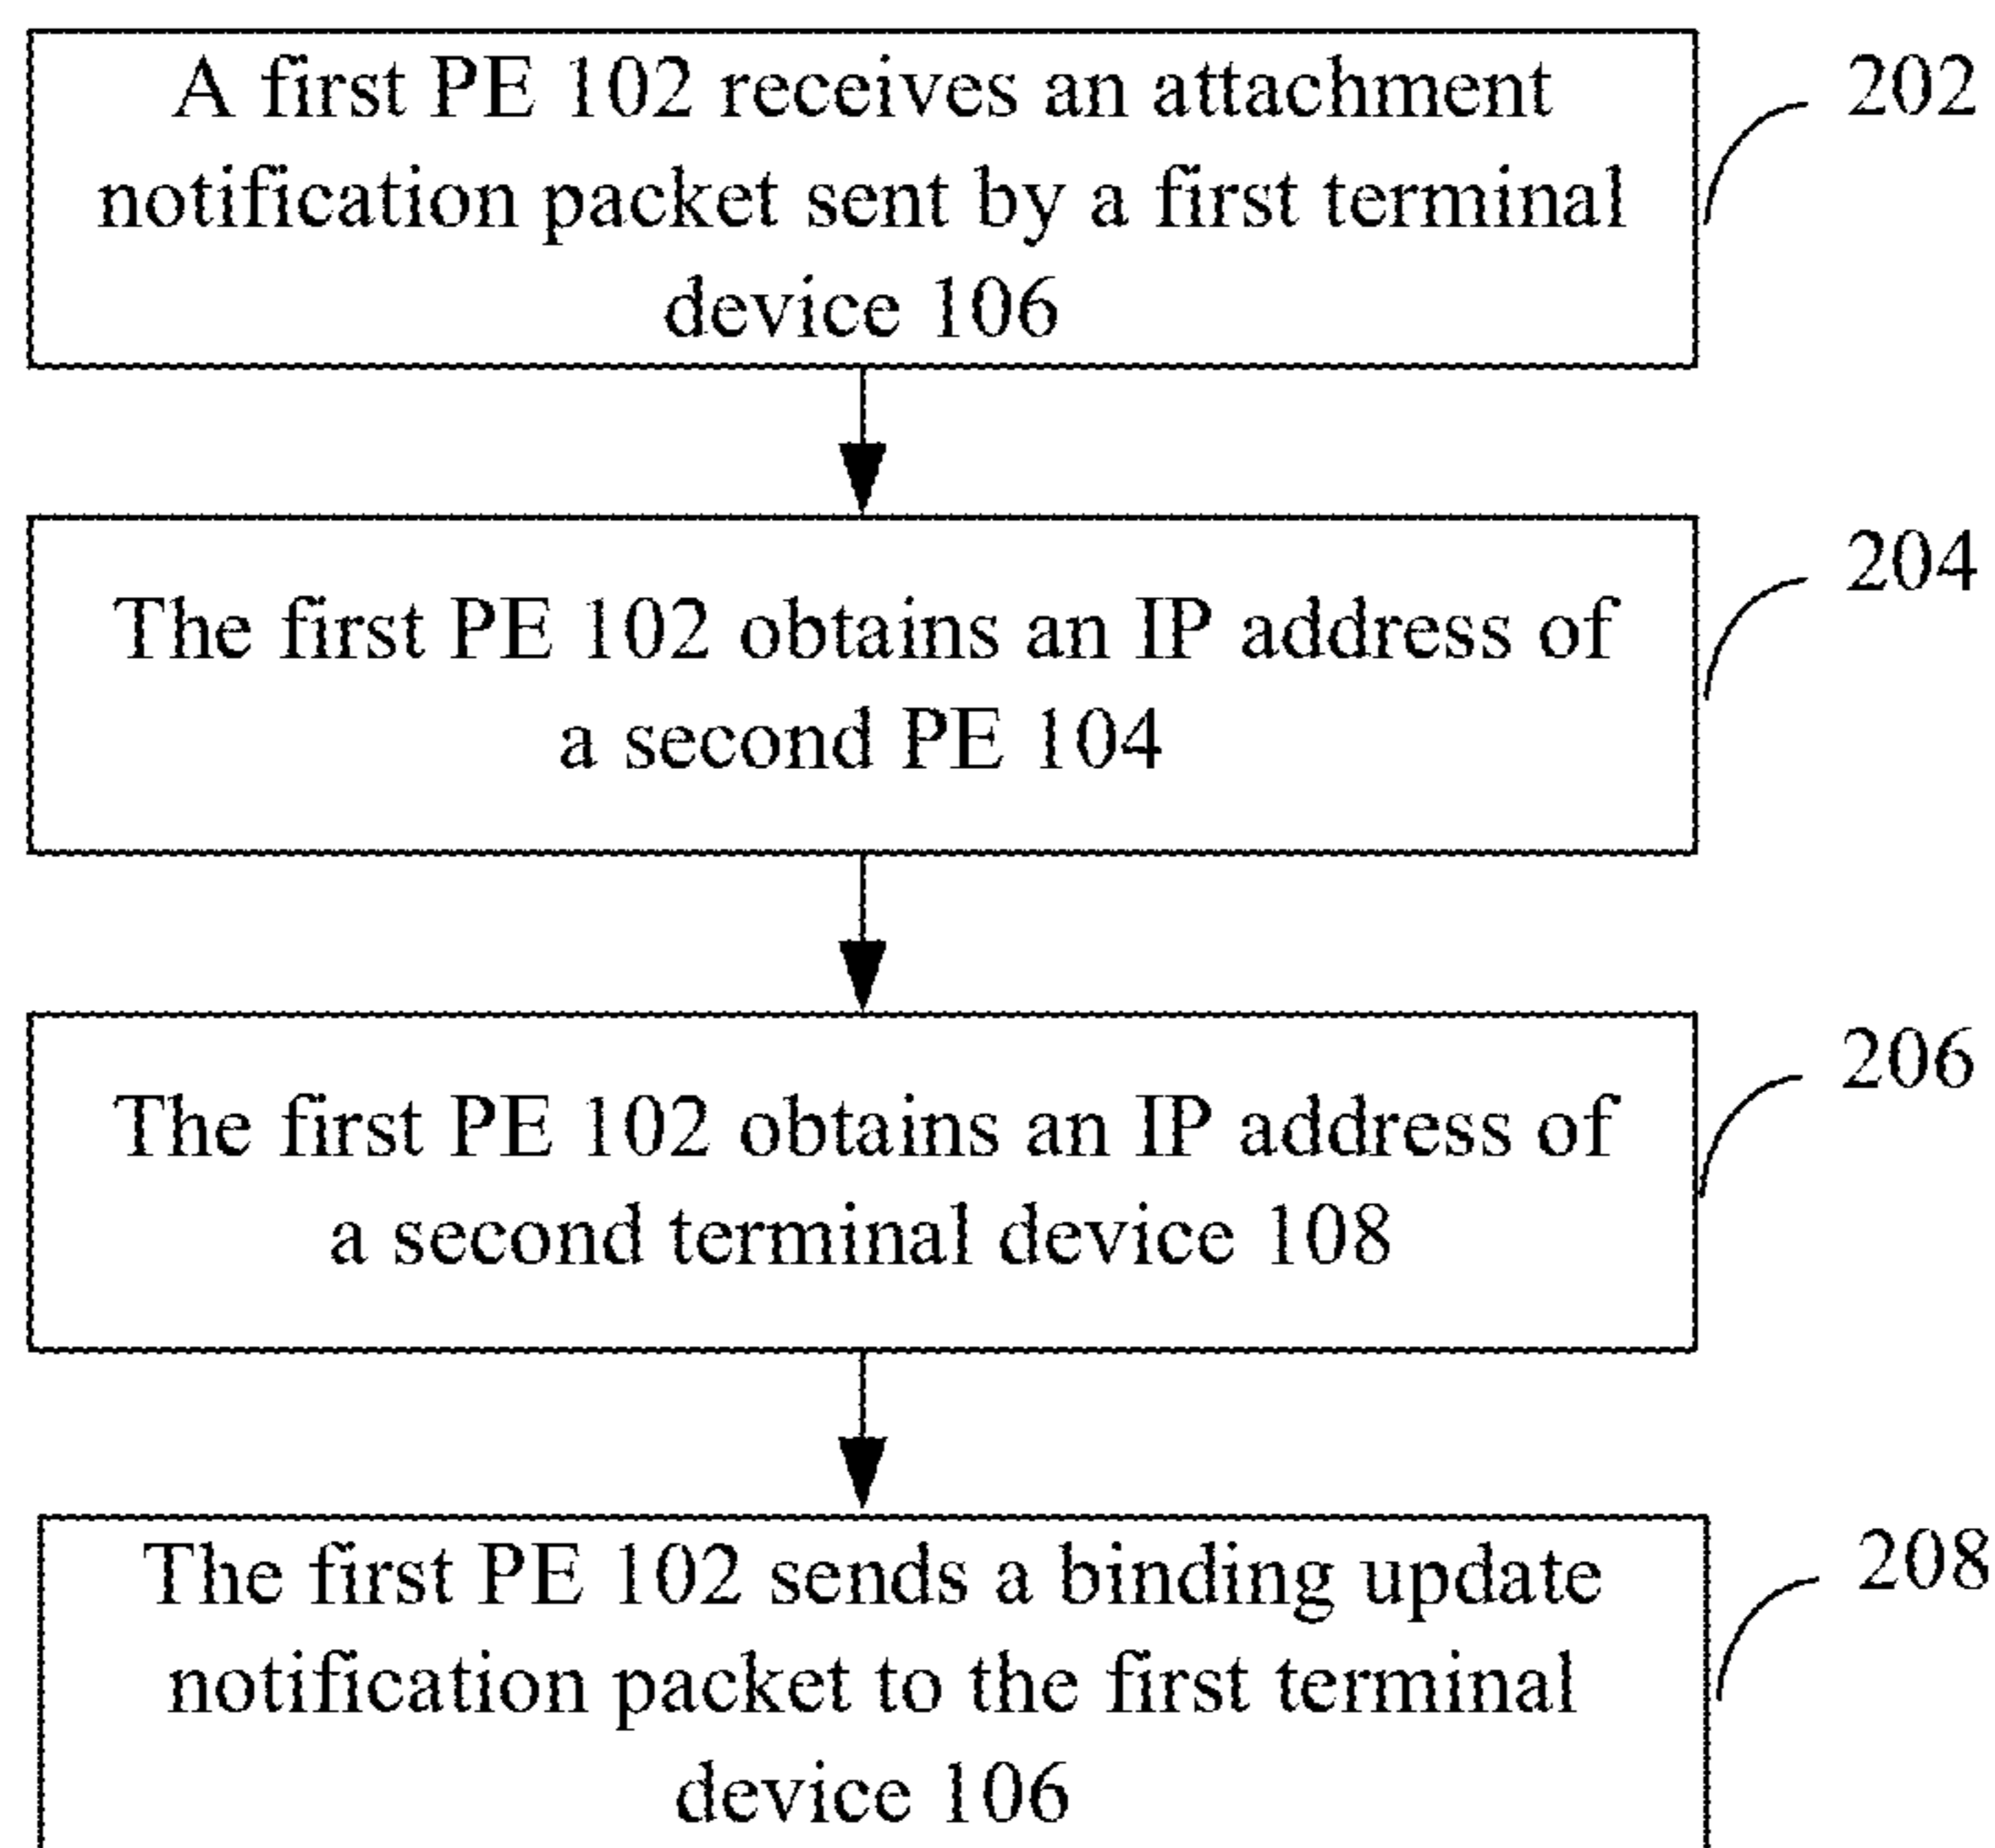 A first PE 102 receives an attachment
notification packet sent by a first terminal
device 106
202
The first PE 102 obtains an IP address of
a second PE 104
204
The first PE 102 obtains an IP address of
a second terminal device 108
206
The first PE 102 sends a binding update
notification packet to the first terminal
device 106
208